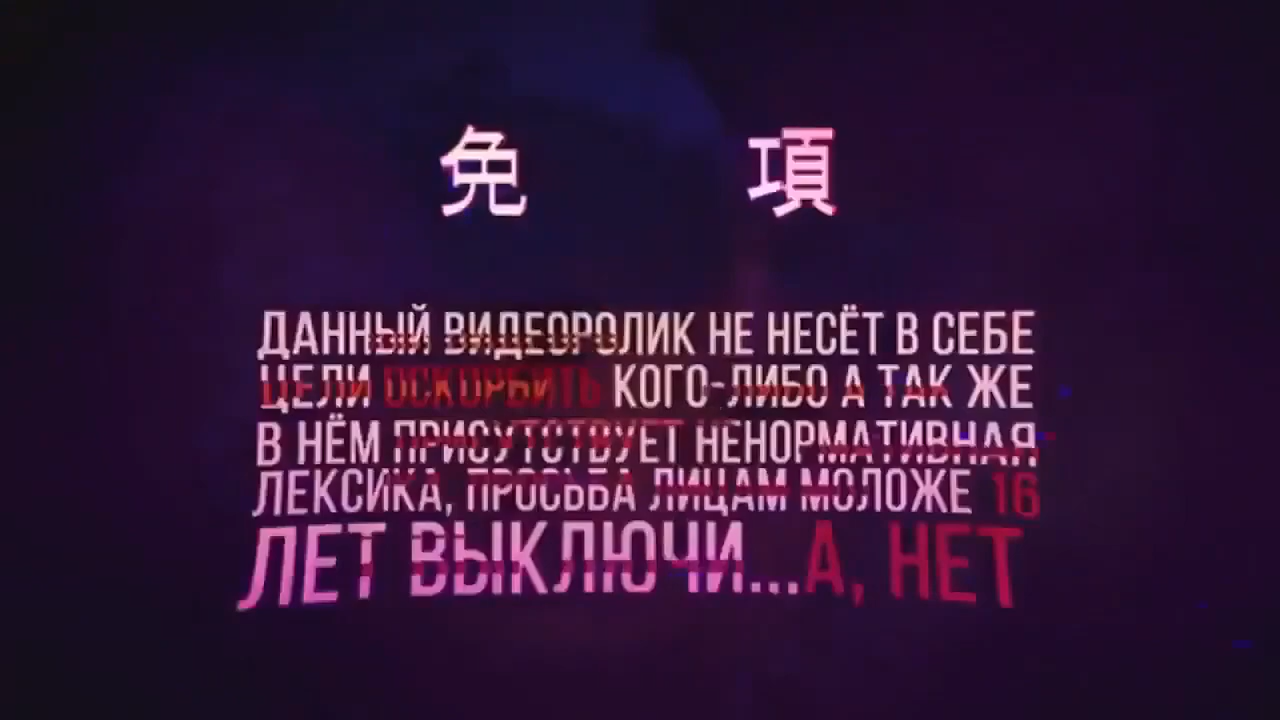 免 項
ДАННЫЙ ВИДЕОРОЛИК НЕ НЕСЁТ В СЕБЕ
ЦЕЛИ ОСКОРБИТЬ КОГО-ЛИБО А ТАК ЖЕ
В НЁМ ПРИСУТСТВУЕТ НЕНОРМАТИВНАЯ
ЛЕКСИКА, ПРОСЬБА ЛИЦАМ МОЛОЖЕ 16
ЛЕТ ВЫКЛЮЧИ...А, НЕТ